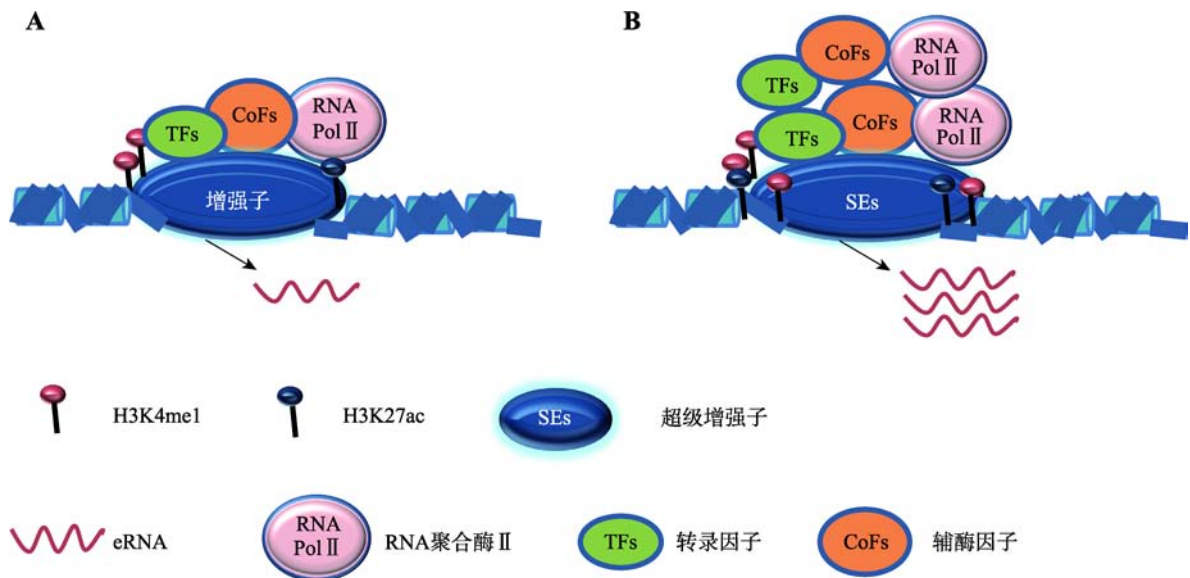 A
RNA
Pol Ⅱ
CoFs
TFs
增强子
B
CoFs
RNA
Pol Ⅱ
TFs
CoFs
RNA
Pol Ⅱ
TFs
SEs
H3K4me1
H3K27ac
SEs
超级增强子
eRNA
RNA
Pol Ⅱ
RNA聚合酶Ⅱ
TFs
转录因子
CoFs
辅酶因子